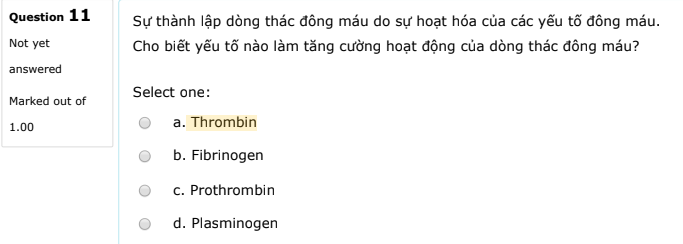 Question 11
Not yet
answered
Marked out of
1.00
Sự thành lập dòng thác đông máu do sự hoạt hóa của các yếu tố đông máu.
Cho biết yếu tố nào làm tăng cường hoạt động của dòng thác đông máu?
Select one:
a. Thrombin
b. Fibrinogen
c. Prothrombin
d. Plasminogen